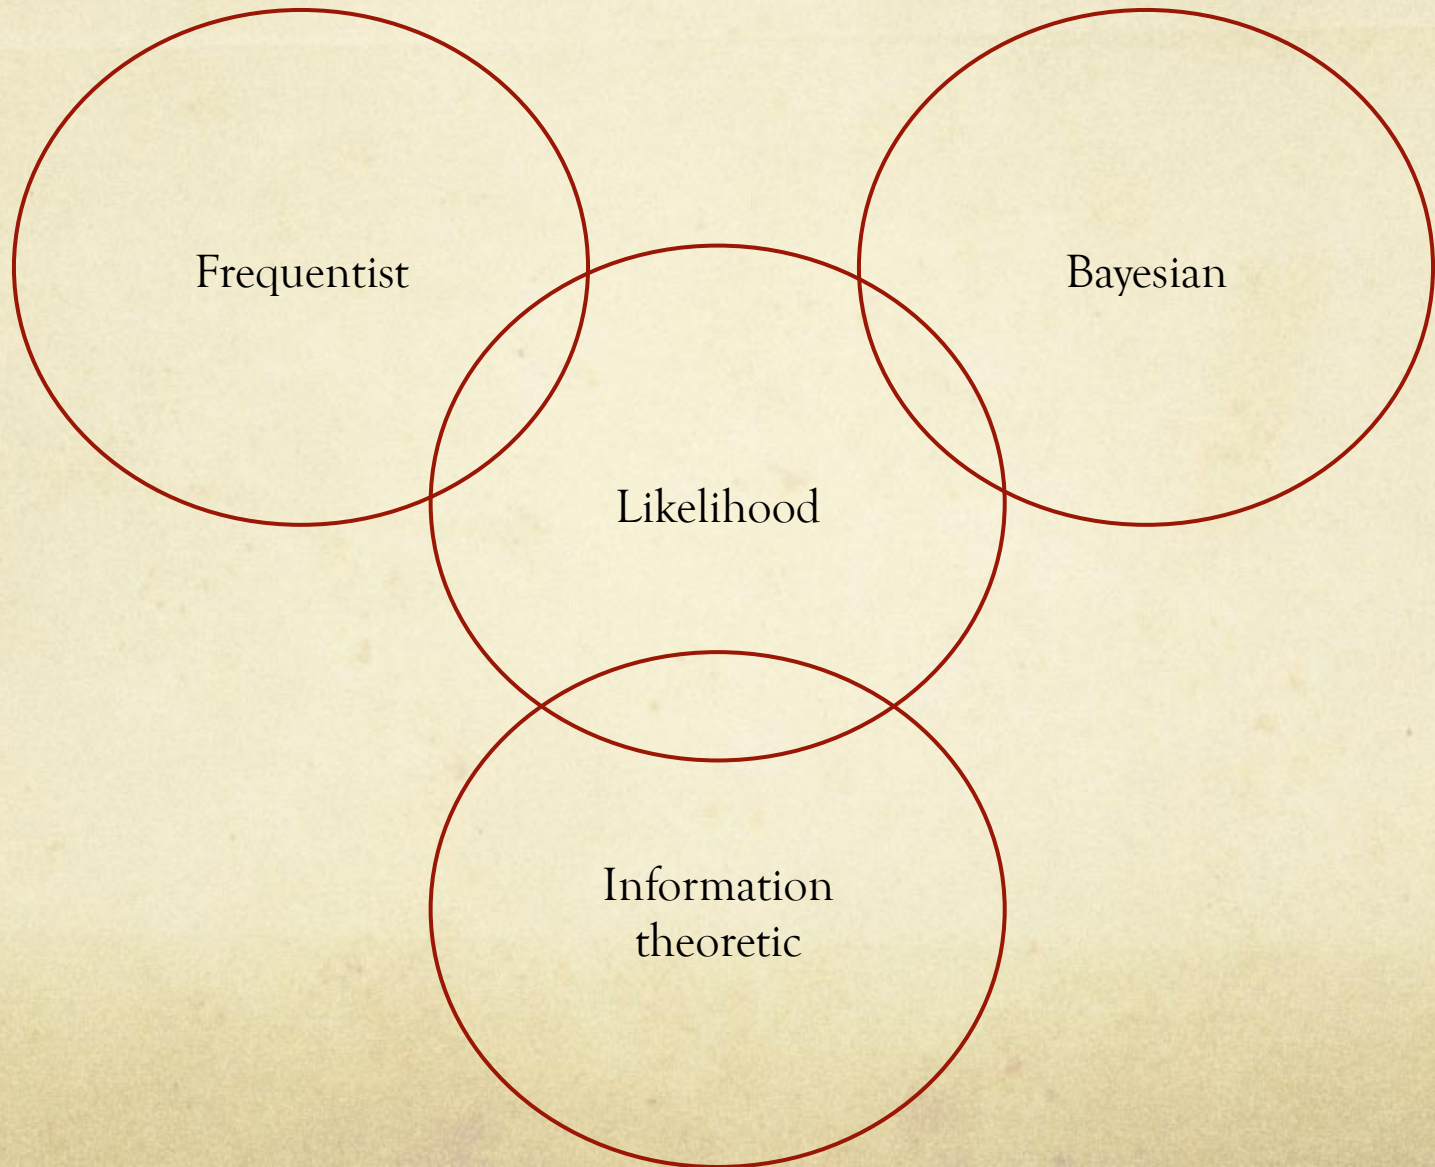 Frequentist
Bayesian
Likelihood
Information
theoretic